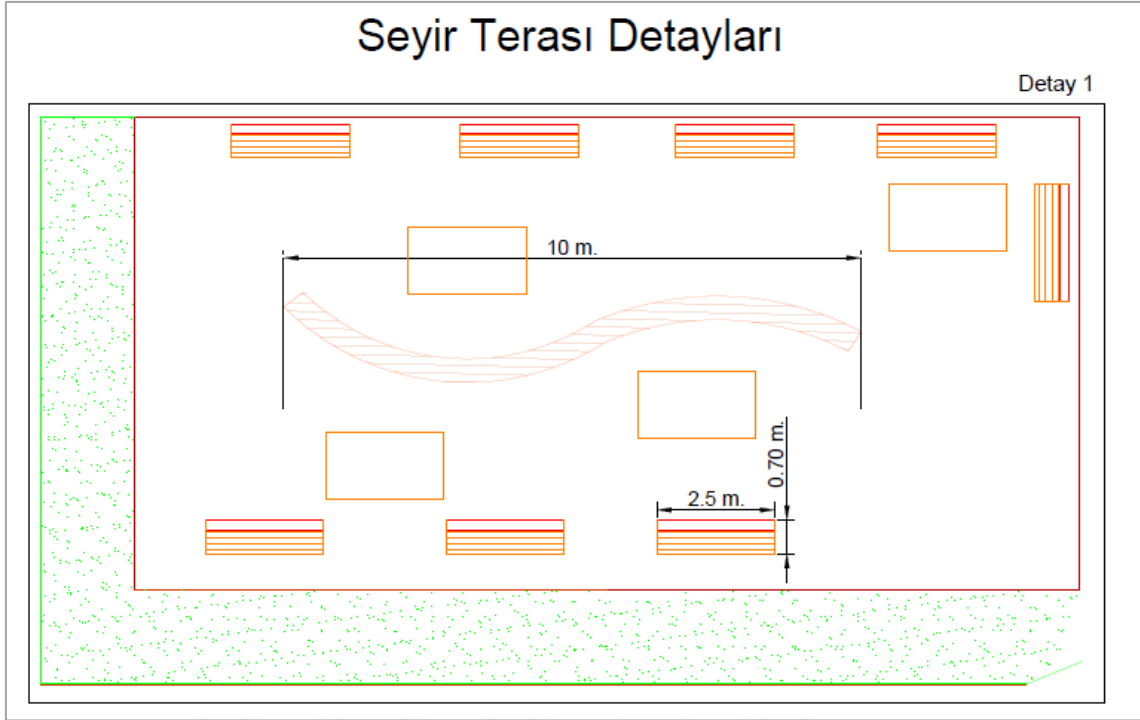 Seyir Terası Detayları
Detay 1
10 m.
0.70 m.
2.5 m.